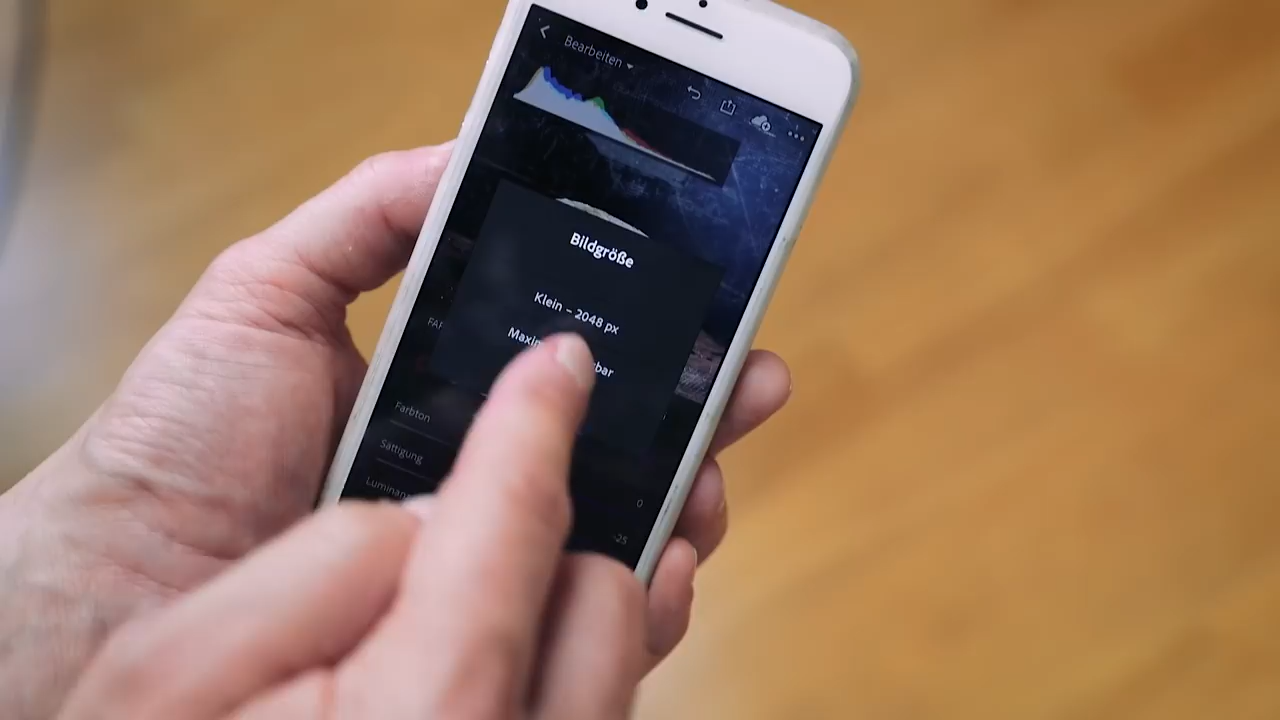 Bearbeiten
Bildgröße
Klein – 2048 px
Farbton
Sättigung
0
-25